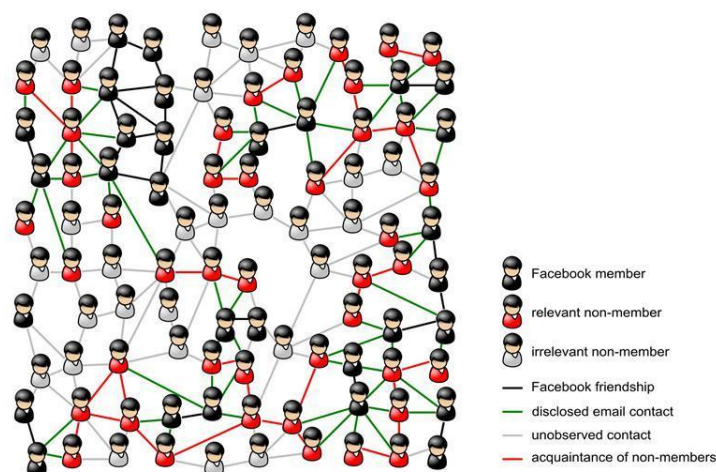 Facebook member
relevant non-member
irrelevant non-member
Facebook friendship
disclosed email contact
unobserved contact
acquaintance of non-members